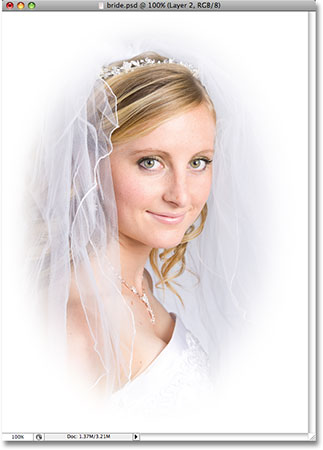 bride.psd @ 100% (Layer 2, RGB/8)
100%
Doc: 1.37M/3.21M